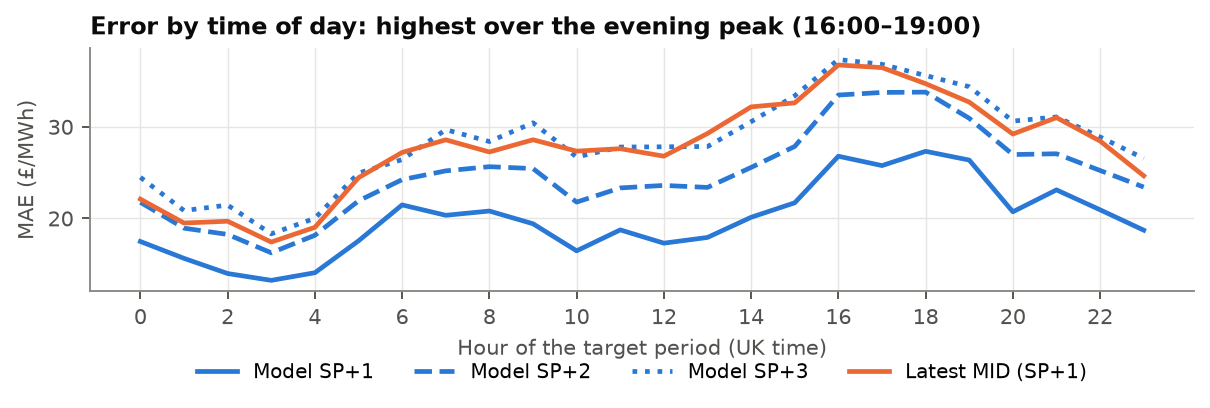 Error by time of day: highest over the evening peak (16:00–19:00)
MAE (£/MWh)
30
20
0 2 4 6 8 10 12 14 16 18 20 22
Hour of the target period (UK time)
Model SP+1 Model SP+2 Model SP+3 Latest MID (SP+1)